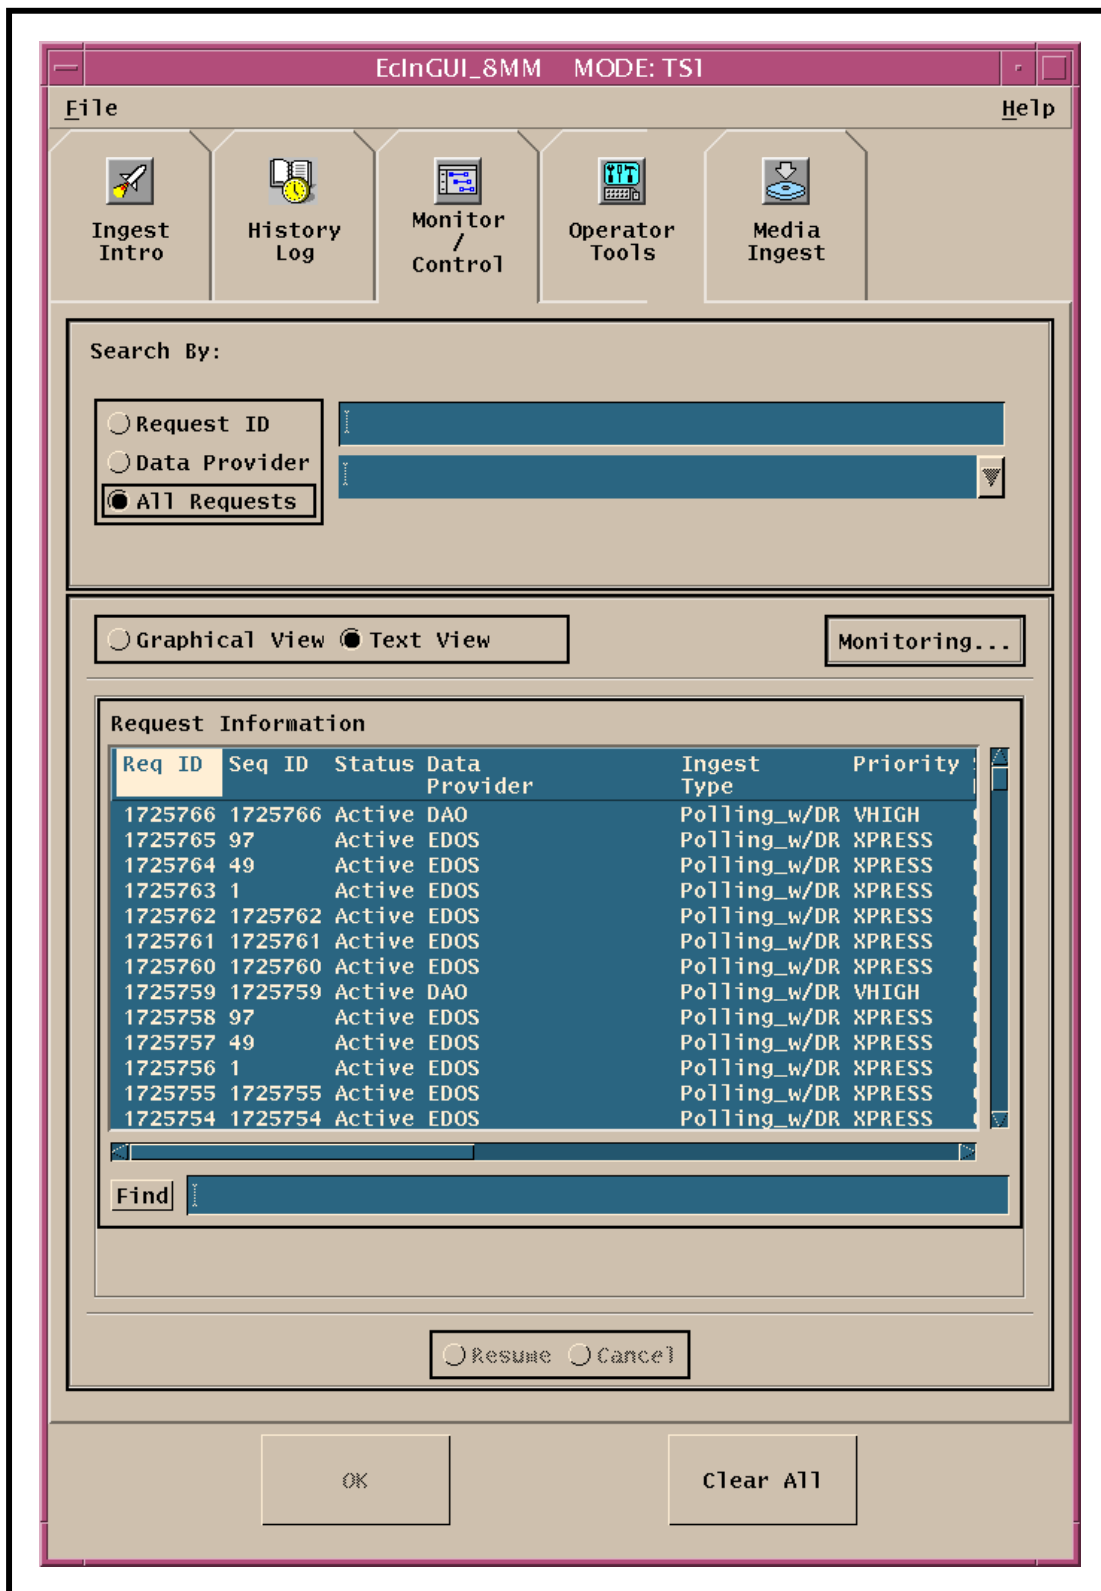 EcInGUI_8MM MODE: TS1
File Help
Ingest Intro
History Log
Monitor / Control
Operator Tools
Media Ingest
Search By:
Request ID
Data Provider
All Requests
Graphical View Text View Monitoring...
Request Information
Req ID Seq ID Status Data Provider Ingest Type Priority
1725766 1725766 Active DAO Polling_w/DR VHIGH
1725765 97 Active EDOS Polling_w/DR XPRESS
1725764 49 Active EDOS Polling_w/DR XPRESS
1725763 1 Active EDOS Polling_w/DR XPRESS
1725762 1725762 Active EDOS Polling_w/DR XPRESS
1725761 1725761 Active EDOS Polling_w/DR XPRESS
1725760 1725760 Active EDOS Polling_w/DR XPRESS
1725759 1725759 Active DAO Polling_w/DR VHIGH
1725758 97 Active EDOS Polling_w/DR XPRESS
1725757 49 Active EDOS Polling_w/DR XPRESS
1725756 1 Active EDOS Polling_w/DR XPRESS
1725755 1725755 Active EDOS Polling_w/DR XPRESS
1725754 1725754 Active EDOS Polling_w/DR XPRESS
Find
Resume Cancel
OK Clear All